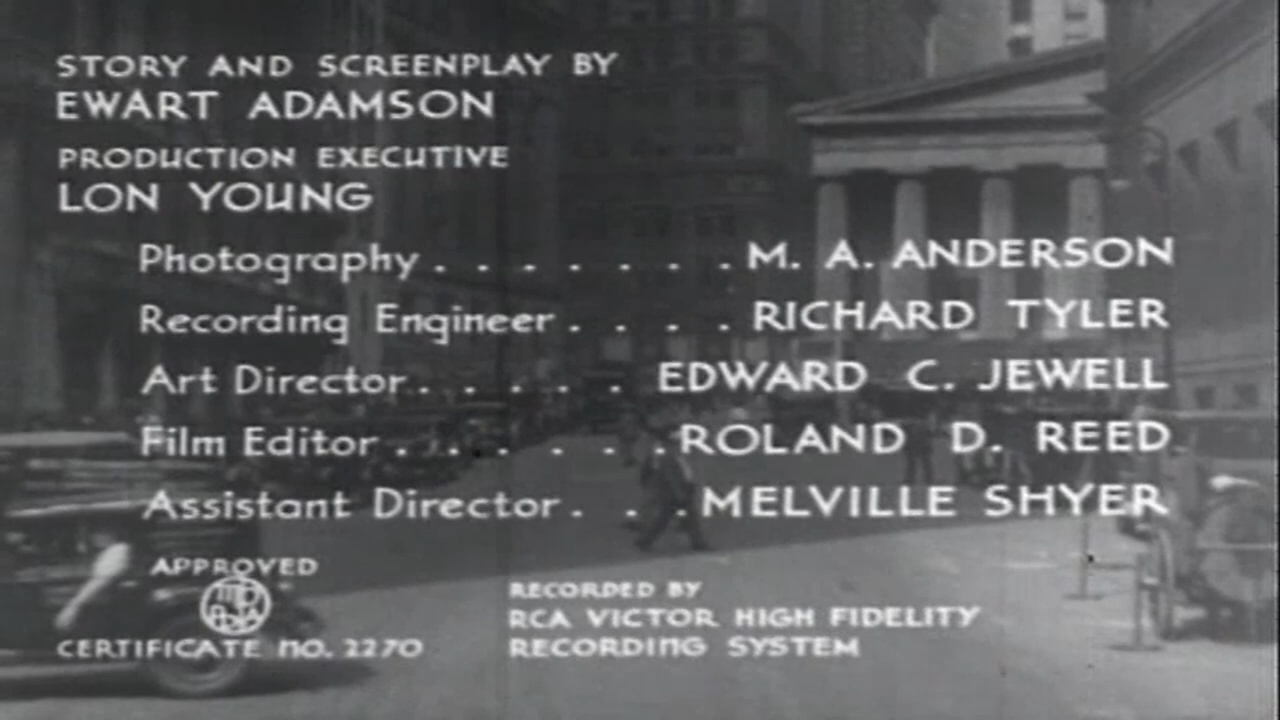 STORY AND SCREENPLAY BY
EWART ADAMSON
PRODUCTION EXECUTIVE
LON YOUNG
Photography . . . . . . . M. A. ANDERSON
Recording Engineer . . . . RICHARD TYLER
Art Director . . . . . EDWARD C. JEWELL
Film Editor . . . . . . ROLAND D. REED
Assistant Director . . . MELVILLE SHYER
APPROVED
CERTIFICATE NO. 2270
RECORDED BY
RCA VICTOR HIGH FIDELITY
RECORDING SYSTEM